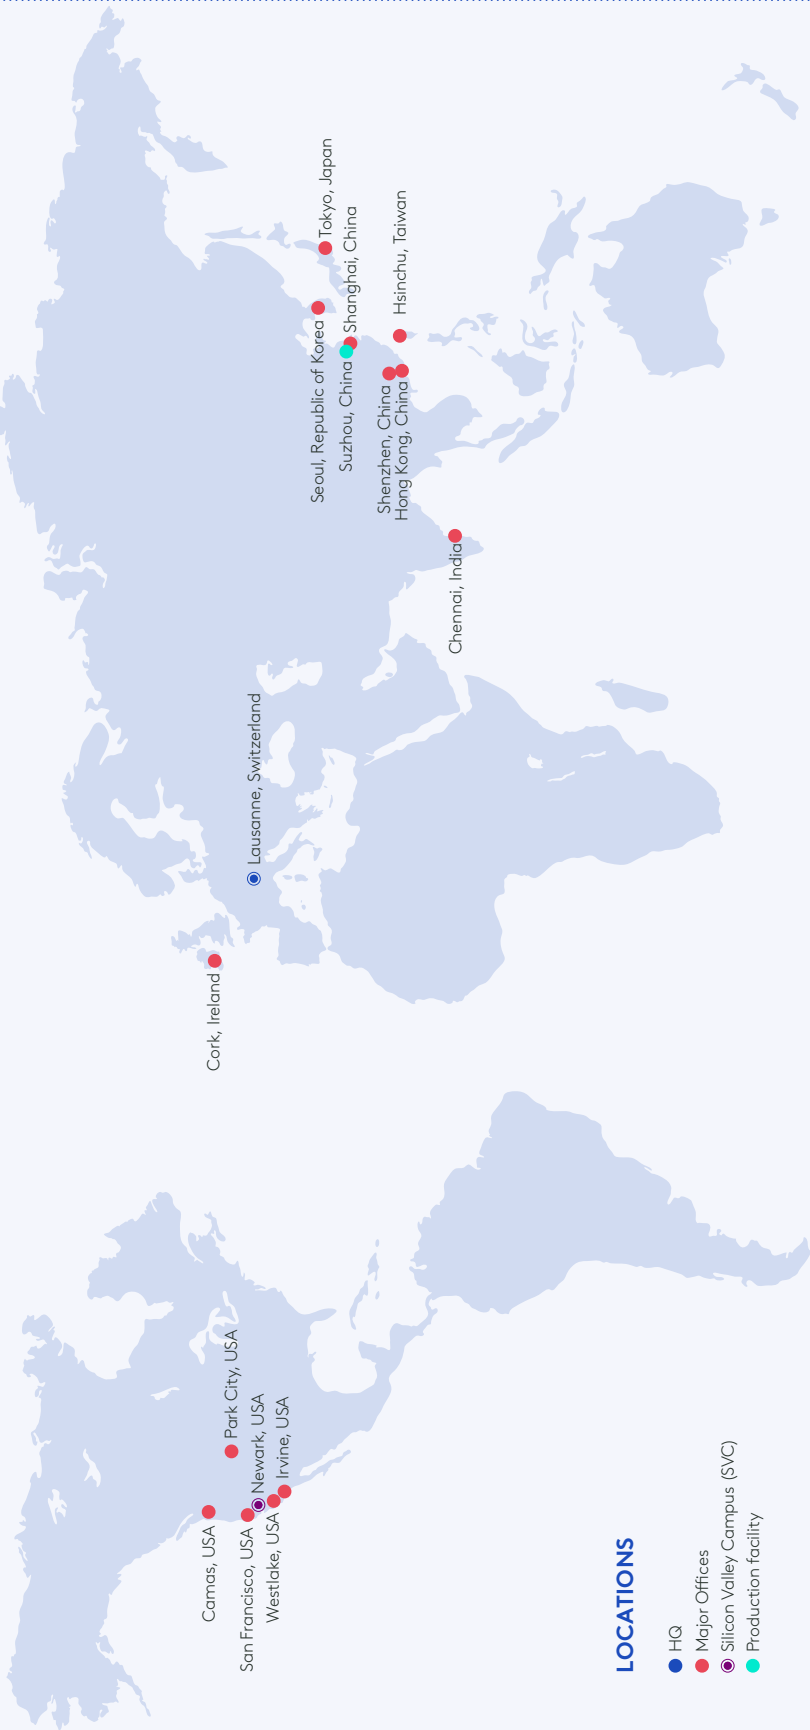 Camas, USA
Park City, USA
San Francisco, USA
Newark, USA
Westlake, USA
Irvine, USA
Cork, Ireland
Lausanne, Switzerland
Chennai, India
Seoul, Republic of Korea
Tokyo, Japan
Suzhou, China
Shanghai, China
Shenzhen, China
Hong Kong, China
Hsinchu, Taiwan
LOCATIONS
HQ
Major Offices
Silicon Valley Campus (SVC)
Production facility